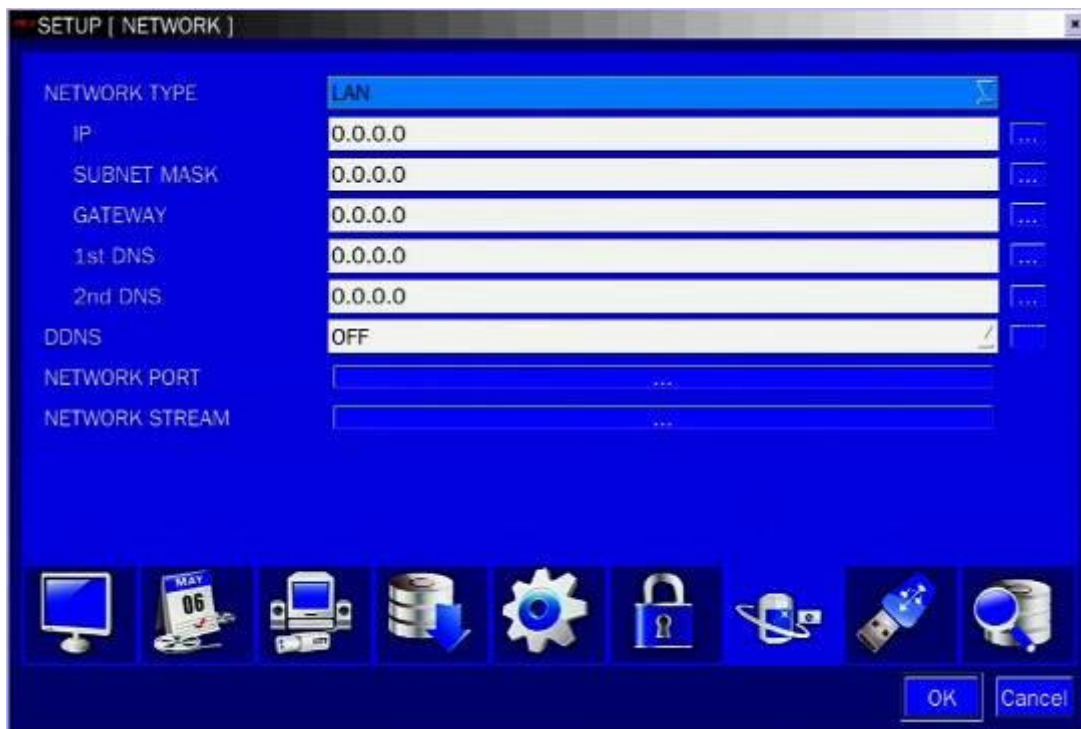 SETUP [ NETWORK ]
NETWORK TYPE LAN
IP 0.0.0.0 ...
SUBNET MASK 0.0.0.0 ...
GATEWAY 0.0.0.0 ...
1st DNS 0.0.0.0 ...
2nd DNS 0.0.0.0 ...
DDNS OFF
NETWORK PORT ...
NETWORK STREAM ...
MAY
06
OK Cancel